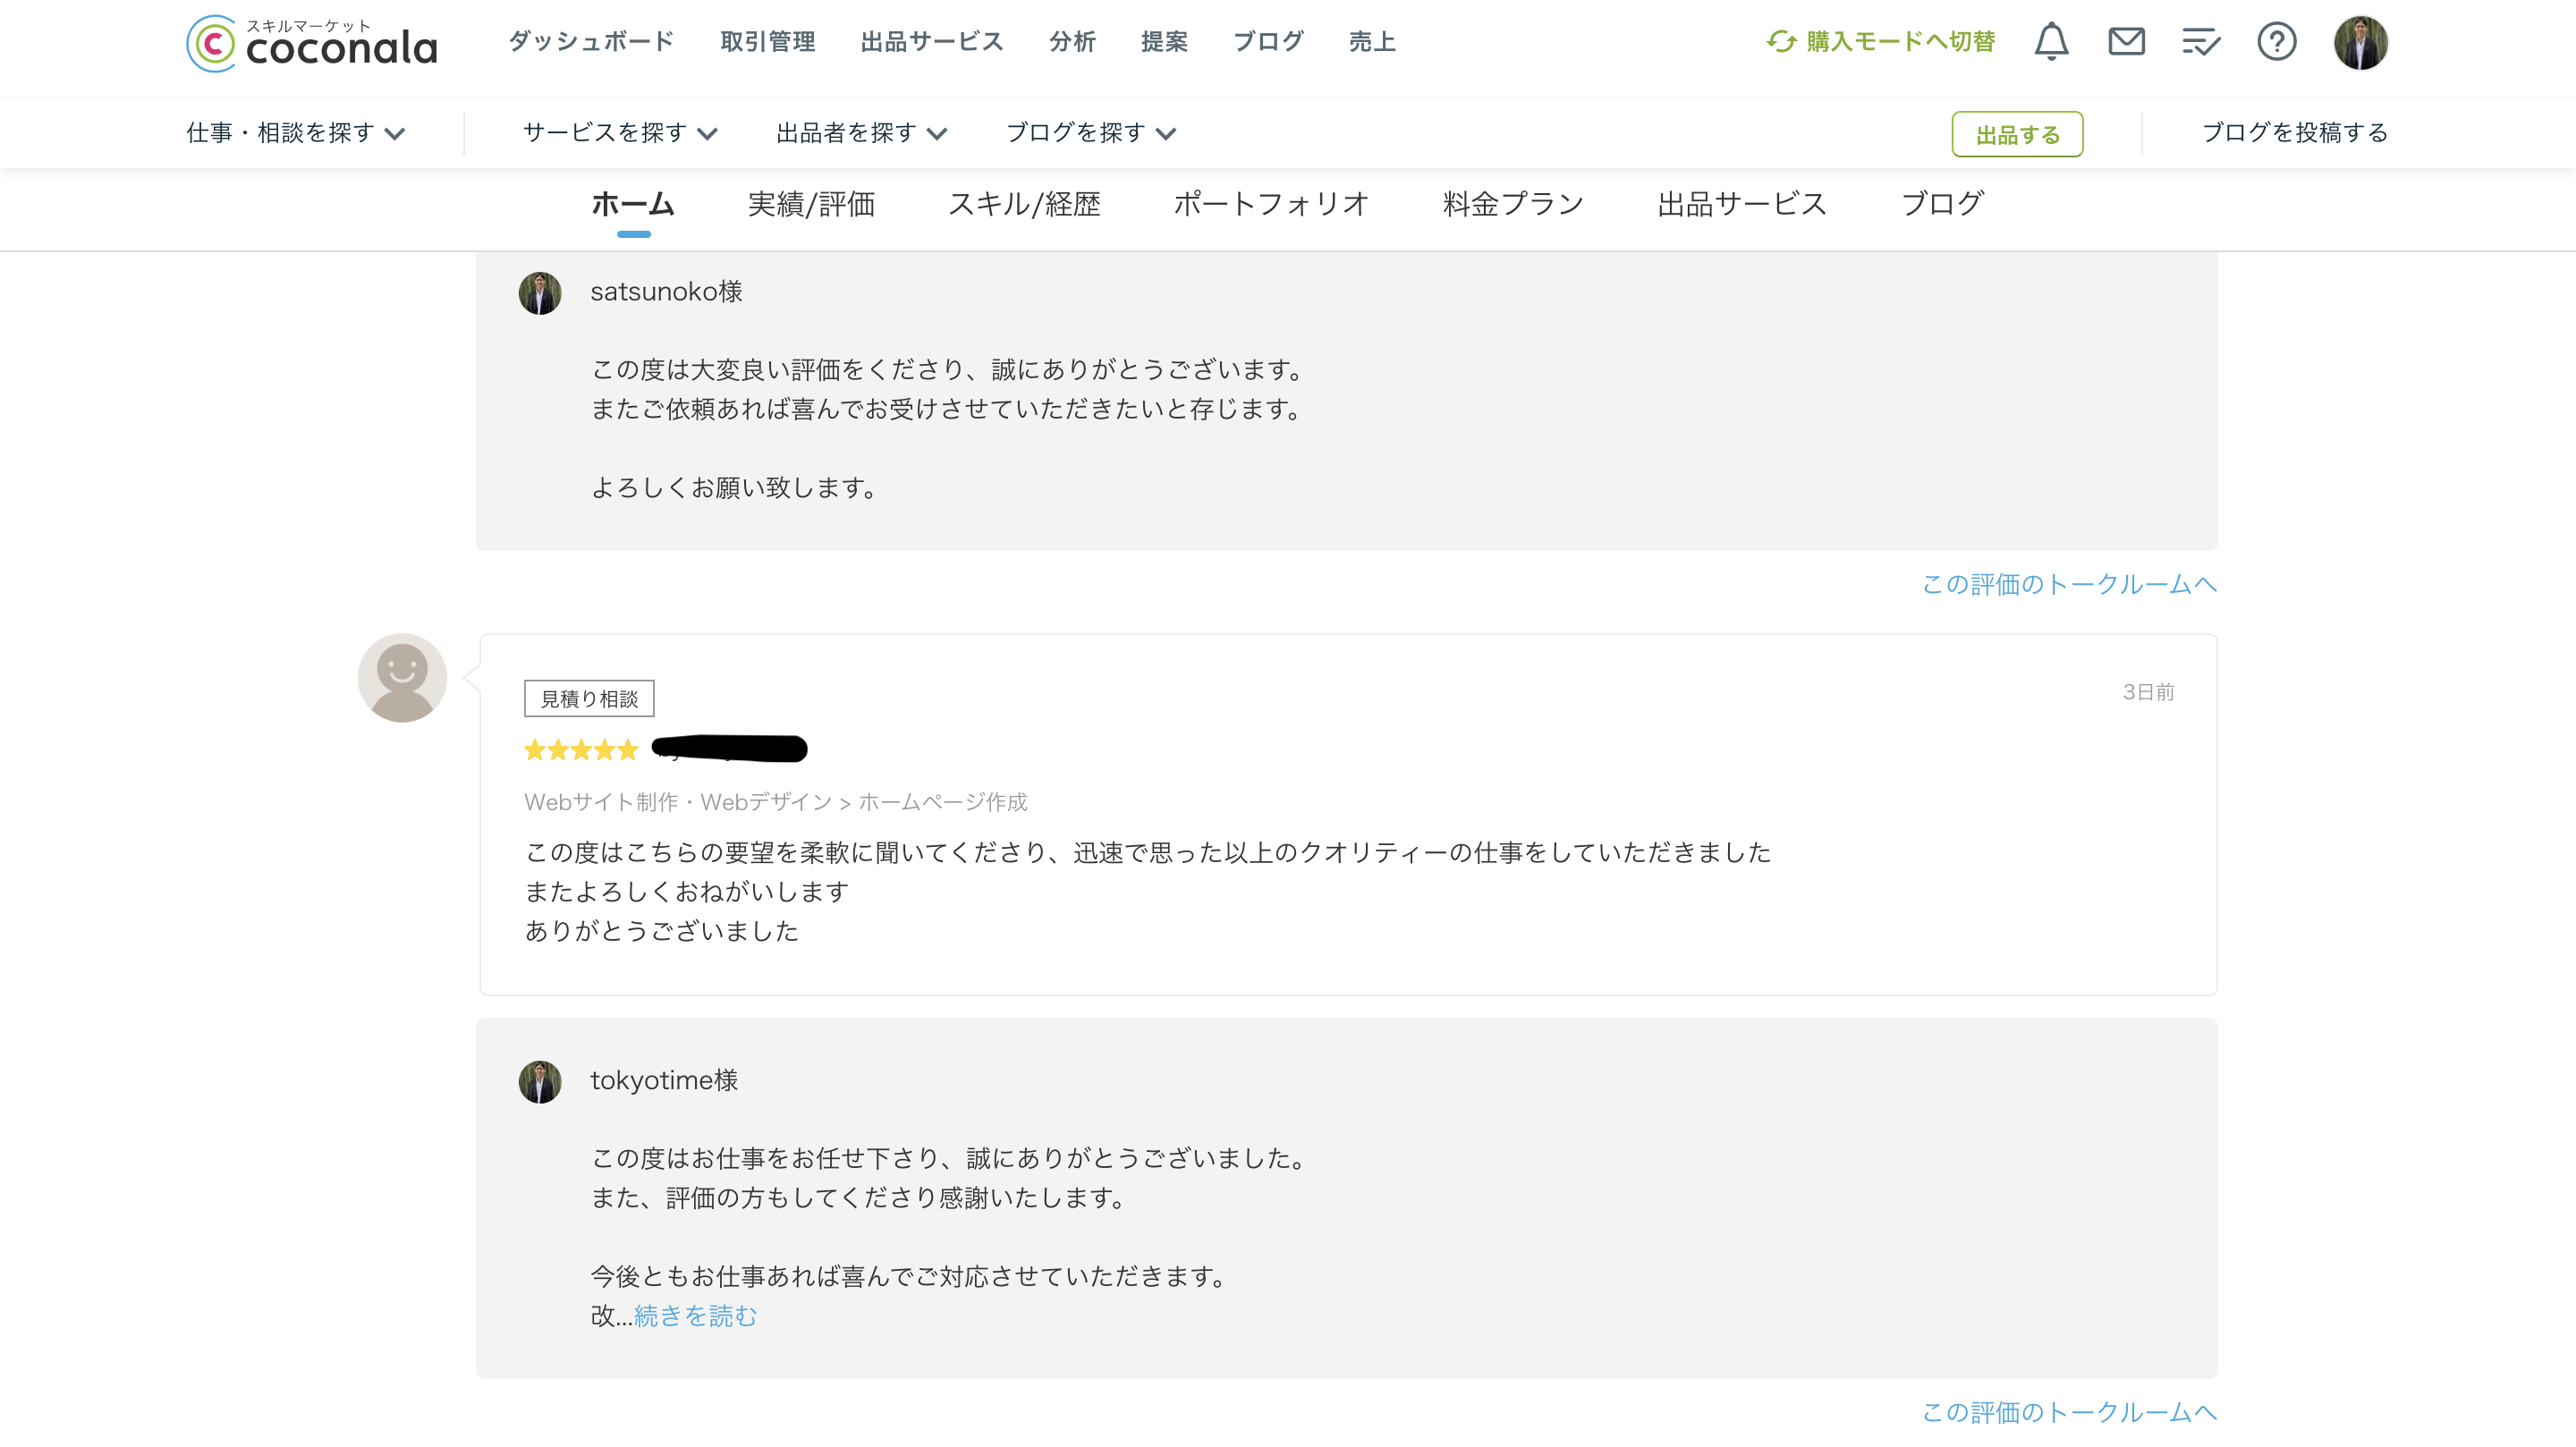 スキルマーケット
coconala
ダッシュボード 取引管理 出品サービス 分析 提案 ブログ 売上
購入モードへ切替
仕事・相談を探す サービスを探す 出品者を探す ブログを探す
出品する ブログを投稿する
ホーム 実績/評価 スキル/経歴 ポートフォリオ 料金プラン 出品サービス ブログ
satsunoko様
この度は大変良い評価をくださり、誠にありがとうございます。
またご依頼あれば喜んでお受けさせていただきたいと存じます。
よろしくお願い致します。
この評価のトークルームへ
見積り相談
3日前
Webサイト制作・Webデザイン > ホームページ作成
この度はこちらの要望を柔軟に聞いてくださり、迅速で思った以上のクオリティーの仕事をしていただきました
またよろしくおねがいします
ありがとうございました
tokyotime様
この度はお仕事をお任せ下さり、誠にありがとうございました。
また、評価の方もしてくださり感謝いたします。
今後ともお仕事あれば喜んでご対応させていただきます。
改...続きを読む
この評価のトークルームへ